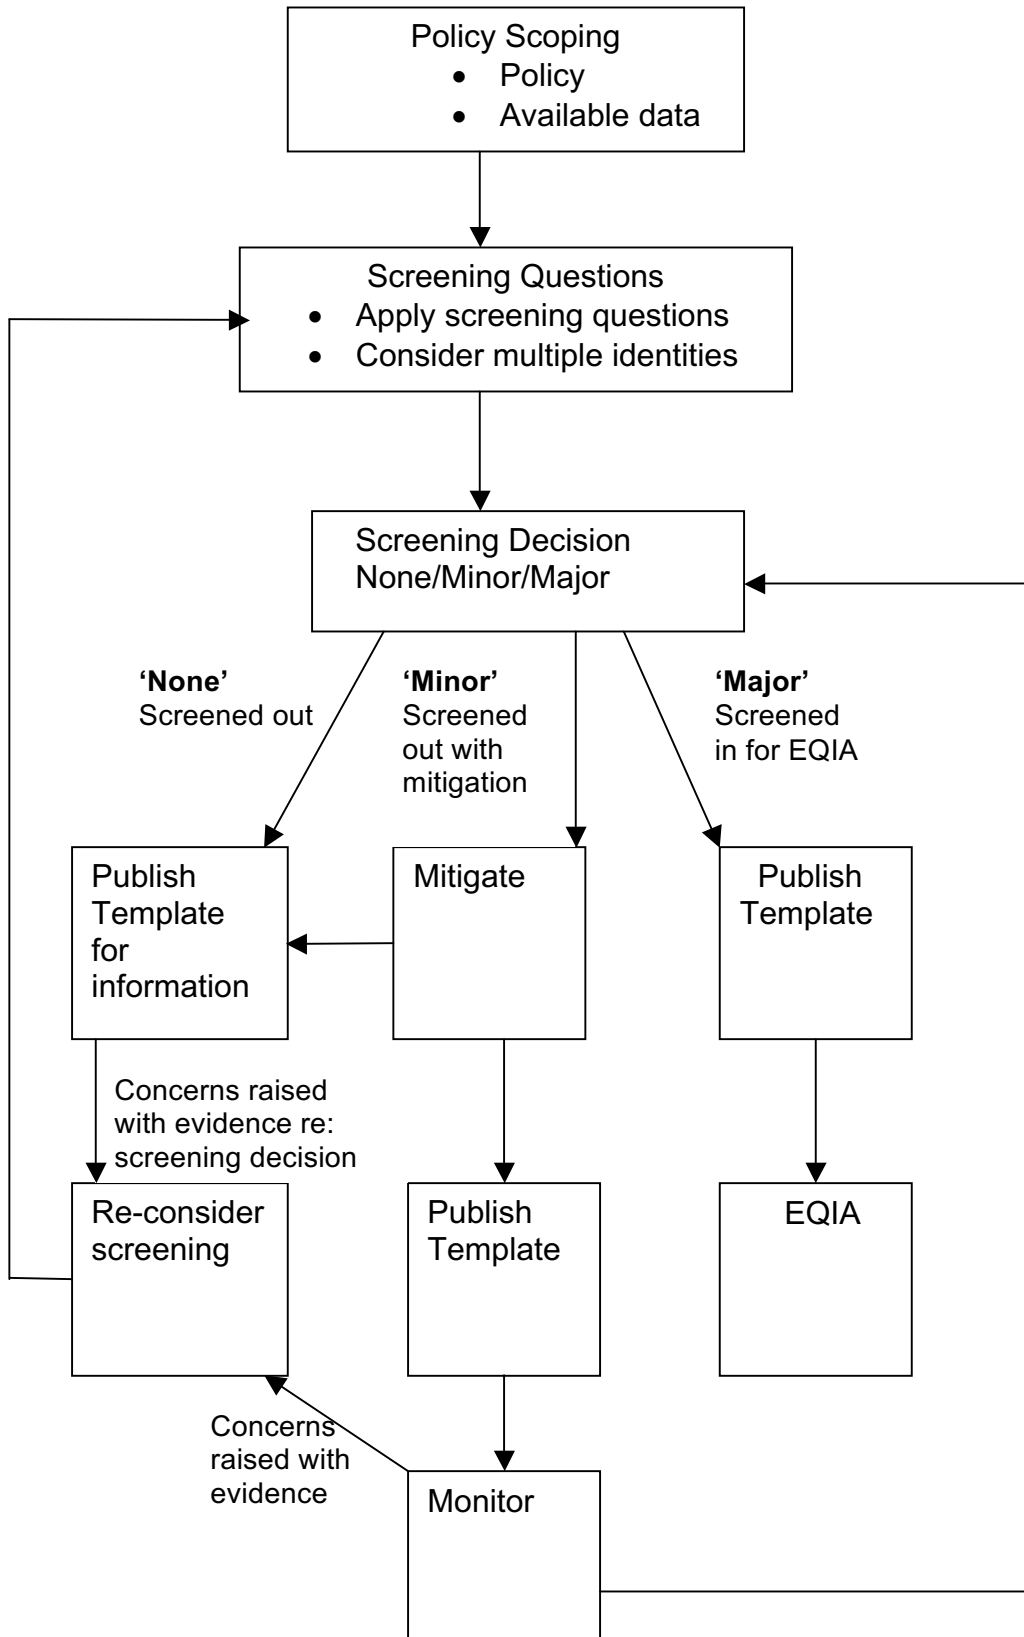 Policy Scoping
• Policy
• Available data
Screening Questions
• Apply screening questions
• Consider multiple identities
Screening Decision
None/Minor/Major
‘None’
Screened out
‘Minor’
Screened
out with
mitigation
‘Major’
Screened
in for EQIA
Publish
Template
for
information
Mitigate
Publish
Template
Concerns raised
with evidence re:
screening decision
Re-consider
screening
Publish
Template
EQIA
Concerns
raised with
evidence
Monitor